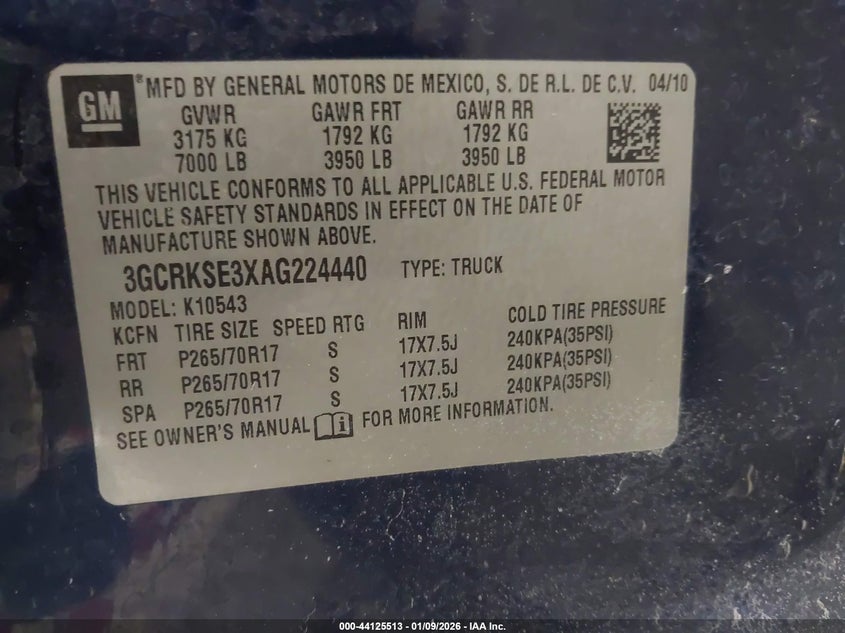 GM
® MFD BY GENERAL MOTORS DE MEXICO, S. DE R.L. DE C.V. 04/10
GVWR GAWR FRT GAWR RR
3175 KG 1792 KG 1792 KG
7000 LB 3950 LB 3950 LB
THIS VEHICLE CONFORMS TO ALL APPLICABLE U.S. FEDERAL MOTOR
VEHICLE SAFETY STANDARDS IN EFFECT ON THE DATE OF
MANUFACTURE SHOWN ABOVE.
3GCRKSE3XAG224440 TYPE: TRUCK
MODEL: K10543
KCFN TIRE SIZE SPEED RTG RIM COLD TIRE PRESSURE
FRT P265/70R17 S 17X7.5J 240KPA(35PSI)
RR P265/70R17 S 17X7.5J 240KPA(35PSI)
SPA P265/70R17 S 17X7.5J 240KPA(35PSI)
SEE OWNER'S MANUAL i FOR MORE INFORMATION.
000-44125513 - 01/09/2026 - IAA Inc.